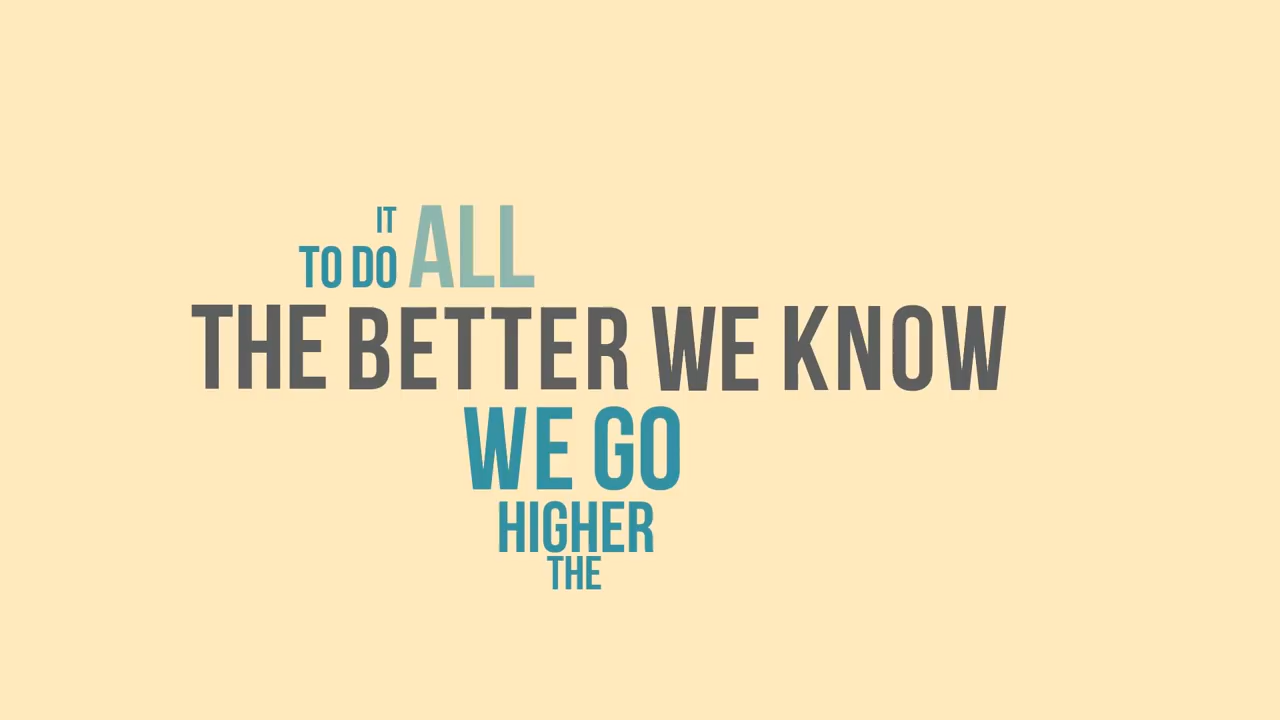 IT
TO DO ALL
THE BETTER WE KNOW
WE GO
HIGHER
THE